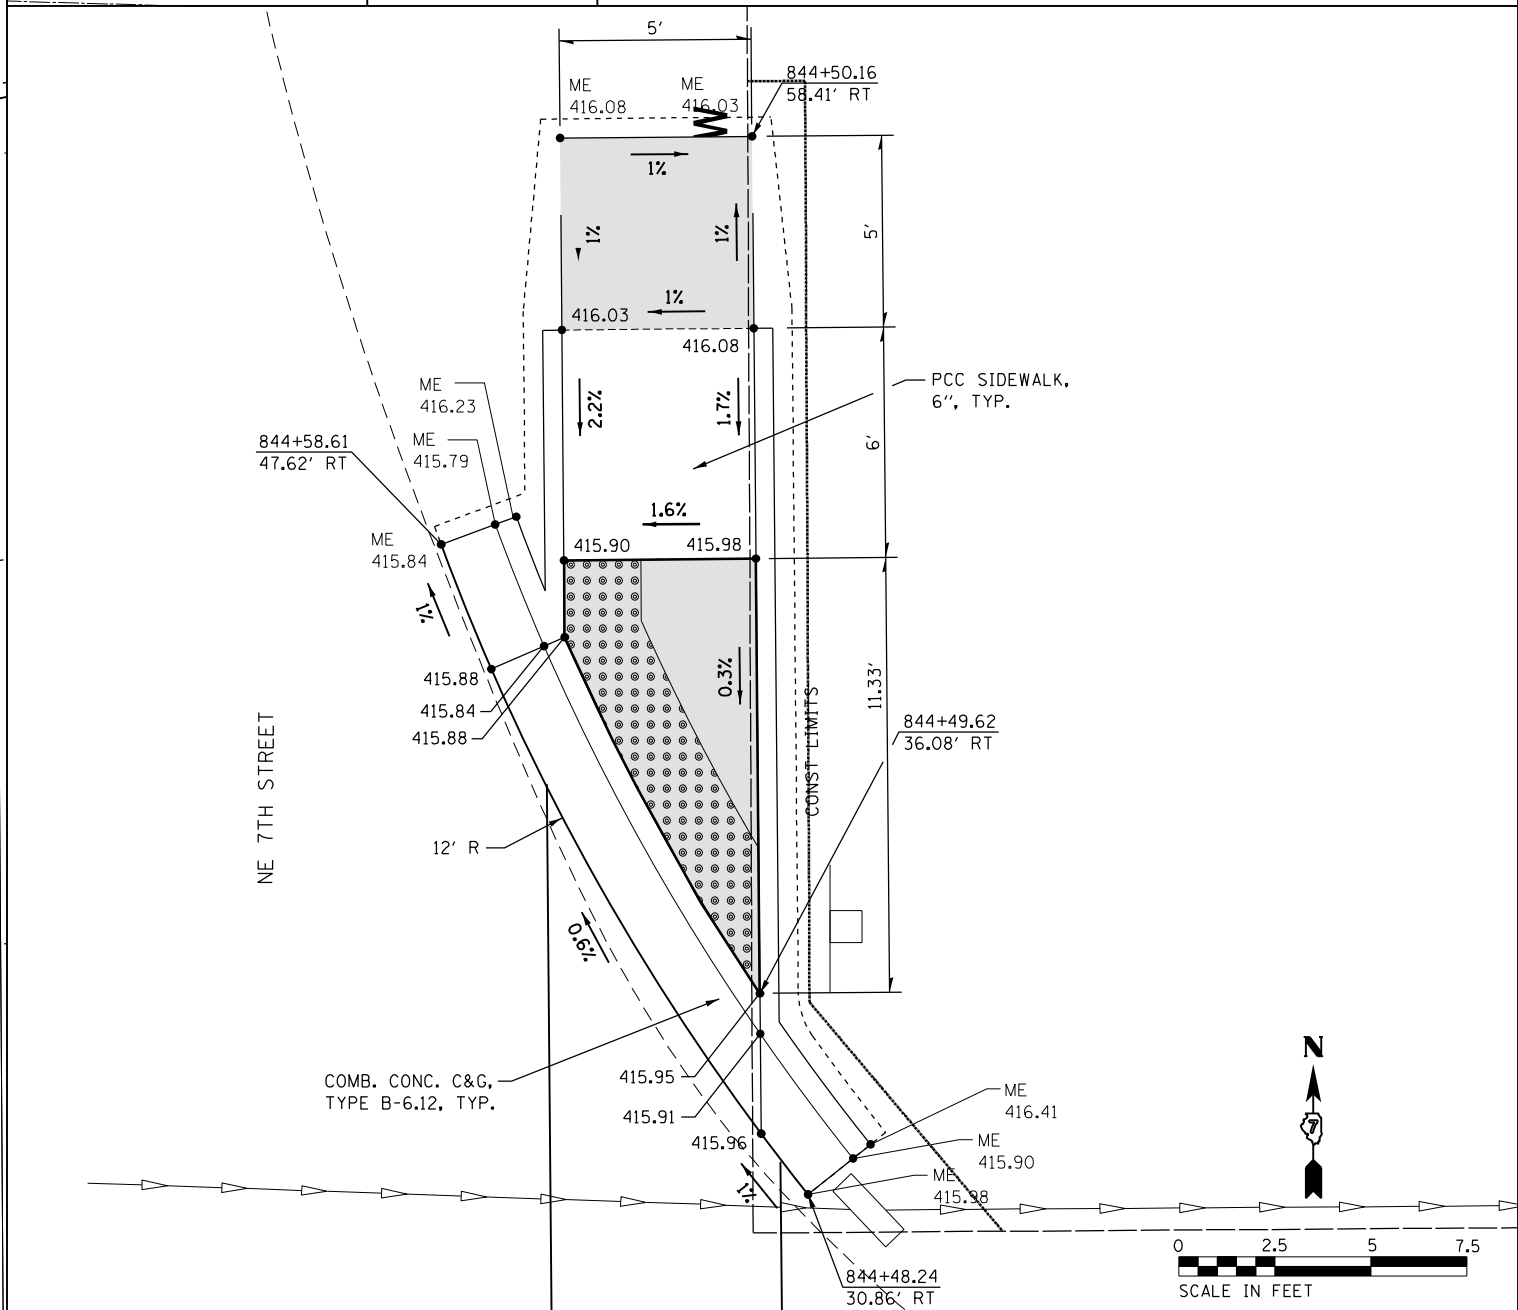 5'
844+50.16
58.41' RT
ME
416.08
ME
416.03
W
1%
1%
1%
5'
1%
416.03
416.08
ME
416.23
2.2%
1.7%
PCC SIDEWALK,
6", TYP.
6'
844+58.61
47.62' RT
ME
415.79
1.6%
ME
415.84
415.90
415.98
1%
415.88
415.84
415.88
0.3%
11.33'
CONST LIMITS
844+49.62
36.08' RT
NE 7TH STREET
12' R
0.6%
COMB. CONC. C&G,
TYPE B-6.12, TYP.
415.95
415.91
415.96
ME
416.41
ME
415.90
ME
415.98
1%
844+48.24
30.86' RT
N
7
0 2.5 5 7.5
SCALE IN FEET